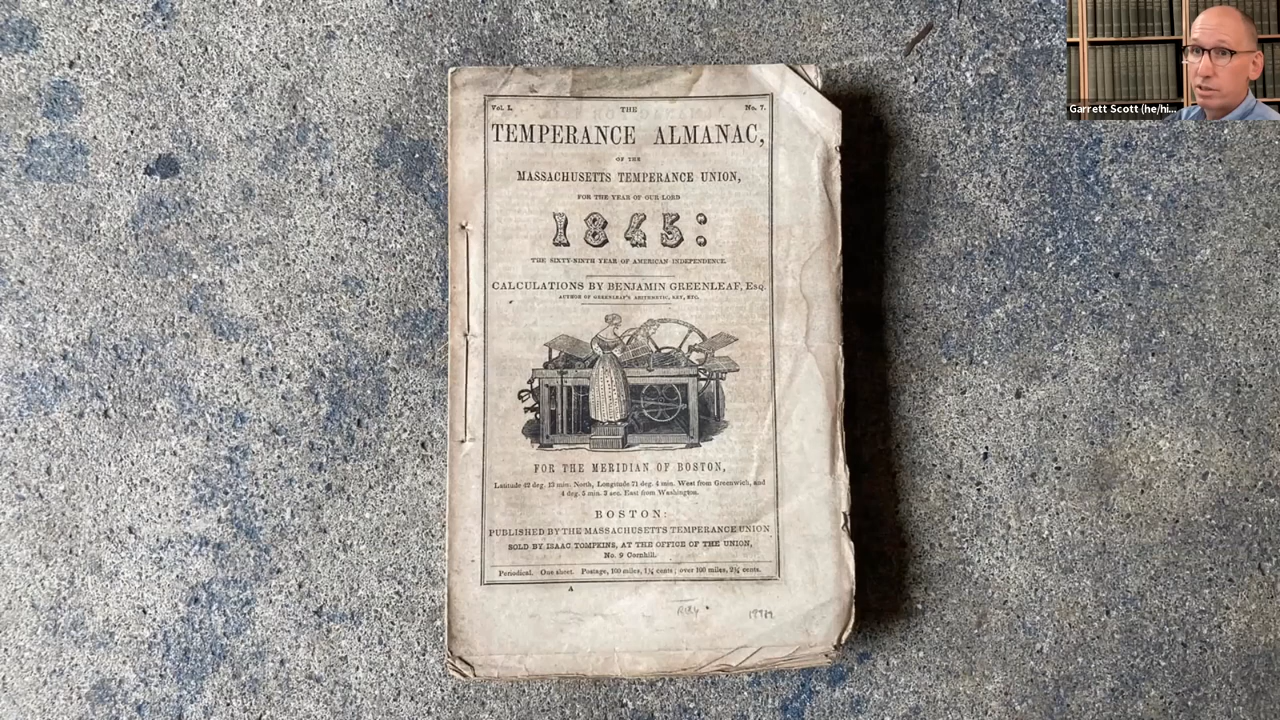 Vol. I. THE No. 7.
TEMPERANCE ALMANAC,
OF THE
MASSACHUSETTS TEMPERANCE UNION,
FOR THE YEAR OF OUR LORD
1845:
THE SIXTY-NINTH YEAR OF AMERICAN INDEPENDENCE.
CALCULATIONS BY BENJAMIN GREENLEAF, Esq.
AUTHOR OF GREENLEAF'S ARITHMETIC, KEY, ETC.
FOR THE MERIDIAN OF BOSTON,
Latitude 42 deg. 13 min. North, Longitude 71 deg. 4 min. West from Greenwich, and
4 deg. 5 min. 3 sec. East from Washington.
BOSTON:
PUBLISHED BY THE MASSACHUSETTS TEMPERANCE UNION
SOLD BY ISAAC TOMPKINS, AT THE OFFICE OF THE UNION,
No. 9 Cornhill.
Periodical. One sheet. Postage, 100 miles, 1½ cents; over 100 miles, 2½ cents.
A
Garrett Scott (he/hi...